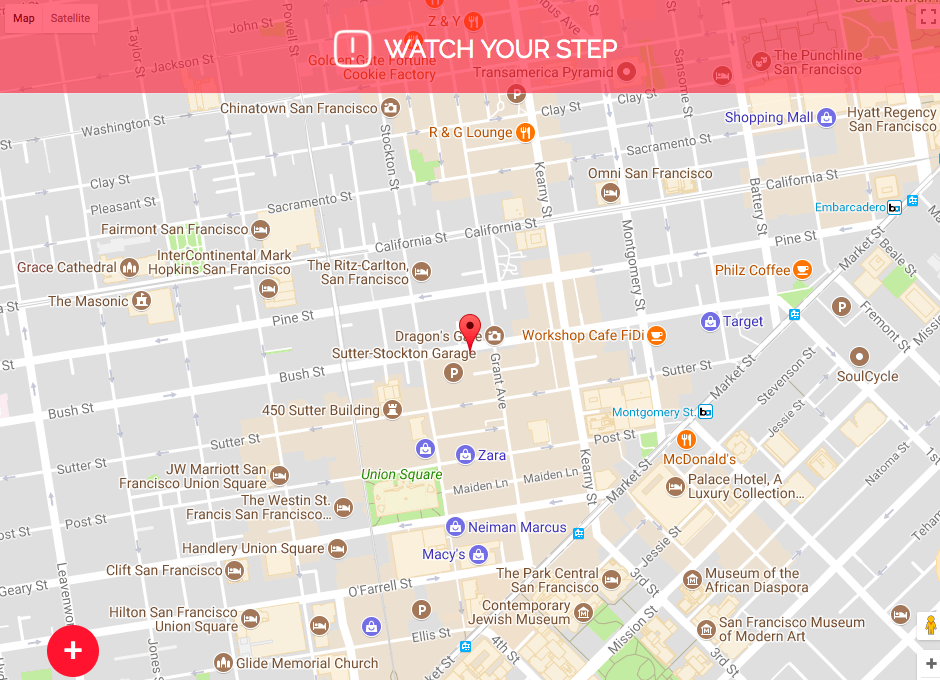 Map
Satellite
WATCH YOUR STEP
Z & Y
Jackson St
Taylor St
Powell St
Golden Gate Fortune
Cookie Factory
Transamerica Pyramid
Sansome St
The Punchline
San Francisco
Chinatown San Francisco
P
Clay St
Clay St
Washington St
Stockton St
R & G Lounge
Shopping Mall
Hyatt Regency
San Francisco
Sacramento St
Kearny St
Clay St
Pleasant St
Sacramento St
Omni San Francisco
California St
Battery St
Embarcadero
Fairmont San Francisco
California St
California St
Montgomery St
Pine St
Market St
Beale St
Grace Cathedral
InterContinental Mark
Hopkins San Francisco
The Ritz-Carlton,
San Francisco
Philz Coffee
The Masonic
Pine St
P
Fremont St
Dragon's Gate
Workshop Cafe FiDi
Target
Sutter-Stockton Garage
P
Grant Ave
Bush St
Bush St
Sutter St
Market St
Stevenson St
SoulCycle
450 Sutter Building
Montgomery St.
Jessie St
1st
Sutter St
Post St
Zara
McDonald's
Natoma St
Sutter St
JW Marriott San
Francisco Union Square
Union Square
Maiden Ln
Maiden Ln
Kearny St
Market St
Palace Hotel, A
Luxury Collection...
The Westin St.
Francis San Francisco...
Post St
Neiman Marcus
Handlery Union Square
Macy's
Jessie St
Clift San Francisco
Geary St
O'Farrell St
The Park Central
San Francisco
3rd St
Museum of the
African Diaspora
Hilton San Francisco
Union Square
P
Contemporary
Jewish Museum
Mission St
San Francisco Museum
of Modern Art
Ellis St
4th St
3rd St
Jones St
Glide Memorial Church
+
+